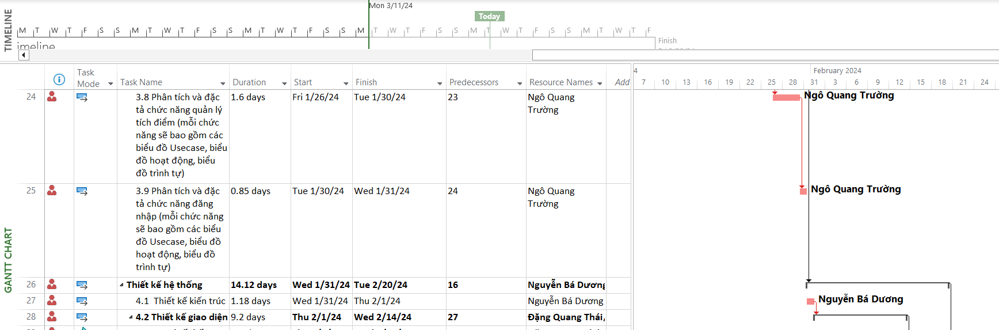 TIMELINE
Mon 3/11/24
Today
M T W T F S S M T W T F S S M T W T F S S M T W T F S S M T W T F S S M T W T F
imeline
Finish
GANTT CHART
Task Mode
Task Name
Duration
Start
Finish
Predecessors
Resource Names
Add
4
February 2024
7 10 13 16 19 22 25 28 31 3 6 9 12 15 18 21 24
24
3.8 Phân tích và đặc
tả chức năng quản lý
tích điểm (mỗi chức
năng sẽ bao gồm các
biểu đồ Usecase, biểu
đồ hoạt động, biểu
đồ trình tự)
1.6 days
Fri 1/26/24
Tue 1/30/24
23
Ngô Quang
Trường
Ngô Quang Trường
25
3.9 Phân tích và đặc
tả chức năng đăng
nhập (mỗi chức năng
sẽ bao gồm các biểu
đồ Usecase, biểu đồ
hoạt động, biểu đồ
trình tự)
0.85 days
Tue 1/30/24
Wed 1/31/24
24
Ngô Quang
Trường
Ngô Quang Trường
26
Thiết kế hệ thống
14.12 days
Wed 1/31/24
Tue 2/20/24
16
Nguyễn Bá Dương
27
4.1 Thiết kế kiến trúc
1.18 days
Wed 1/31/24
Thu 2/1/24
Nguyễn Bá Dương
Nguyễn Bá Dương
28
4.2 Thiết kế giao diện
9.2 days
Thu 2/1/24
Wed 2/14/24
27
Đặng Quang Thái,